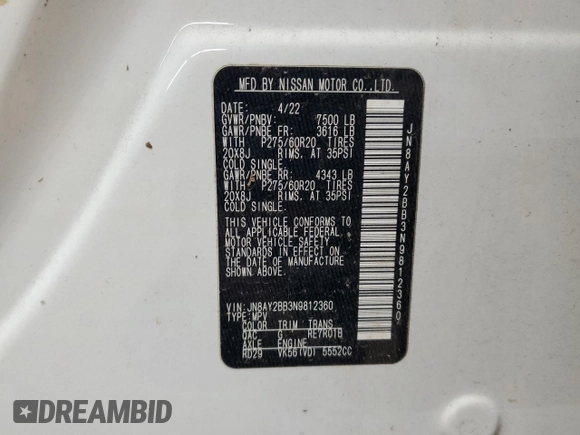 MFD BY NISSAN MOTOR CO.,LTD.
DATE: 4/22
GVWR/PNBV: 7500 LB
GAWR/PNBE FR: 3616 LB
WITH P275/60R20 TIRES
20X8J RIMS. AT 35PSI
COLD SINGLE.
GAWR/PNBE RR: 4343 LB
WITH P275/60R20 TIRES
20X8J RIMS. AT 35PSI
COLD SINGLE.
THIS VEHICLE CONFORMS TO
ALL APPLICABLE FEDERAL
MOTOR VEHICLE SAFETY
STANDARDS IN EFFECT ON
THE DATE OF MANUFACTURE
SHOWN ABOVE.
VIN: JN8AY2BB3N9812360
TYPE: MPV
COLOR TRIM TRANS
QAC G RE7R01B
AXLE ENGINE
RD29 VK56(VD) 5552CC
JN8AY2BB3N9812360
DREAMBID